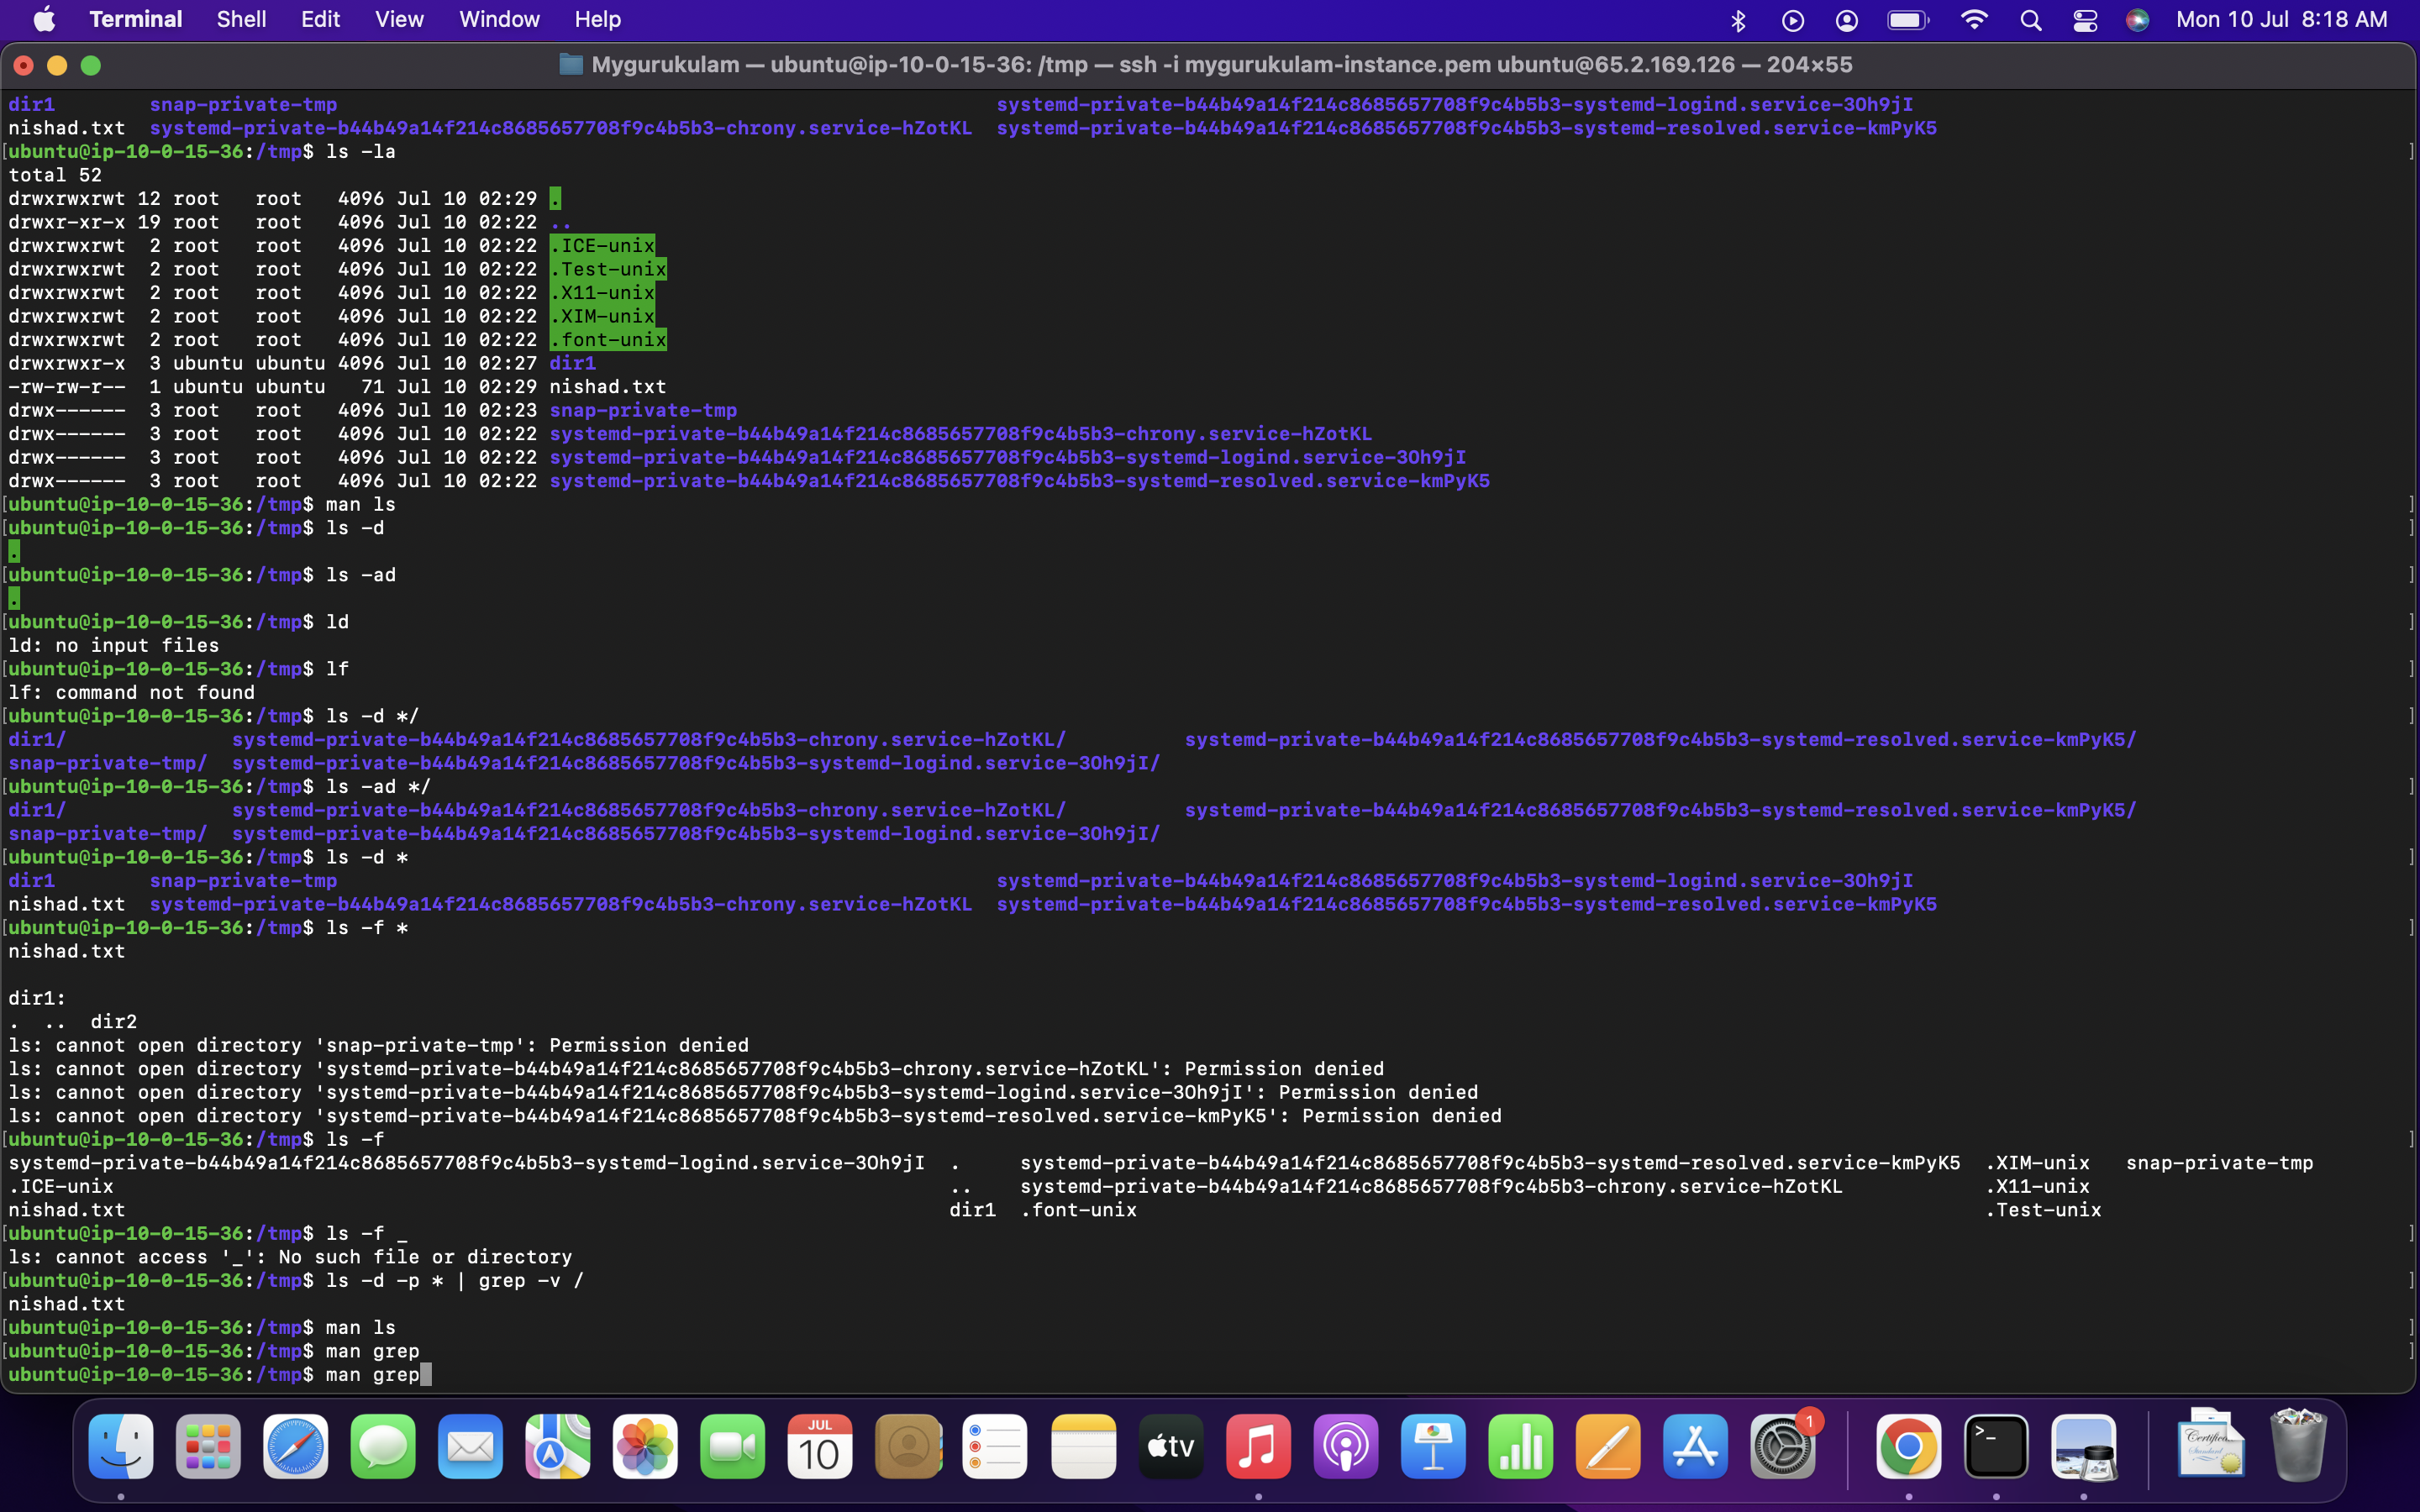 Terminal Shell Edit View Window Help Mon 10 Jul 8:18 AM
Mygurukulam — ubuntu@ip-10-0-15-36: /tmp — ssh -i mygurukulam-instance.pem ubuntu@65.2.169.126 — 204×55
dir1        snap-private-tmp                                                        systemd-private-b44b49a14f214c8685657708f9c4b5b3-systemd-logind.service-3Oh9jI
nishad.txt  systemd-private-b44b49a14f214c8685657708f9c4b5b3-chrony.service-hZotKL  systemd-private-b44b49a14f214c8685657708f9c4b5b3-systemd-resolved.service-kmPyK5
[ubuntu@ip-10-0-15-36:/tmp$ ls -la ]
total 52
drwxrwxrwt 12 root   root   4096 Jul 10 02:29 .
drwxr-xr-x 19 root   root   4096 Jul 10 02:22 ..
drwxrwxrwt  2 root   root   4096 Jul 10 02:22 .ICE-unix
drwxrwxrwt  2 root   root   4096 Jul 10 02:22 .Test-unix
drwxrwxrwt  2 root   root   4096 Jul 10 02:22 .X11-unix
drwxrwxrwt  2 root   root   4096 Jul 10 02:22 .XIM-unix
drwxrwxrwt  2 root   root   4096 Jul 10 02:22 .font-unix
drwxrwxr-x  3 ubuntu ubuntu 4096 Jul 10 02:27 dir1
-rw-rw-r--  1 ubuntu ubuntu   71 Jul 10 02:29 nishad.txt
drwx------  3 root   root   4096 Jul 10 02:23 snap-private-tmp
drwx------  3 root   root   4096 Jul 10 02:22 systemd-private-b44b49a14f214c8685657708f9c4b5b3-chrony.service-hZotKL
drwx------  3 root   root   4096 Jul 10 02:22 systemd-private-b44b49a14f214c8685657708f9c4b5b3-systemd-logind.service-3Oh9jI
drwx------  3 root   root   4096 Jul 10 02:22 systemd-private-b44b49a14f214c8685657708f9c4b5b3-systemd-resolved.service-kmPyK5
[ubuntu@ip-10-0-15-36:/tmp$ man ls ]
[ubuntu@ip-10-0-15-36:/tmp$ ls -d ]
.
[ubuntu@ip-10-0-15-36:/tmp$ ls -ad ]
.
[ubuntu@ip-10-0-15-36:/tmp$ ld ]
ld: no input files
[ubuntu@ip-10-0-15-36:/tmp$ lf ]
lf: command not found
[ubuntu@ip-10-0-15-36:/tmp$ ls -d */ ]
dir1/              systemd-private-b44b49a14f214c8685657708f9c4b5b3-chrony.service-hZotKL/          systemd-private-b44b49a14f214c8685657708f9c4b5b3-systemd-resolved.service-kmPyK5/
snap-private-tmp/  systemd-private-b44b49a14f214c8685657708f9c4b5b3-systemd-logind.service-3Oh9jI/
[ubuntu@ip-10-0-15-36:/tmp$ ls -ad */ ]
dir1/              systemd-private-b44b49a14f214c8685657708f9c4b5b3-chrony.service-hZotKL/          systemd-private-b44b49a14f214c8685657708f9c4b5b3-systemd-resolved.service-kmPyK5/
snap-private-tmp/  systemd-private-b44b49a14f214c8685657708f9c4b5b3-systemd-logind.service-3Oh9jI/
[ubuntu@ip-10-0-15-36:/tmp$ ls -d * ]
dir1        snap-private-tmp                                                        systemd-private-b44b49a14f214c8685657708f9c4b5b3-systemd-logind.service-3Oh9jI
nishad.txt  systemd-private-b44b49a14f214c8685657708f9c4b5b3-chrony.service-hZotKL  systemd-private-b44b49a14f214c8685657708f9c4b5b3-systemd-resolved.service-kmPyK5
[ubuntu@ip-10-0-15-36:/tmp$ ls -f * ]
nishad.txt

dir1:
.  ..  dir2
ls: cannot open directory 'snap-private-tmp': Permission denied
ls: cannot open directory 'systemd-private-b44b49a14f214c8685657708f9c4b5b3-chrony.service-hZotKL': Permission denied
ls: cannot open directory 'systemd-private-b44b49a14f214c8685657708f9c4b5b3-systemd-logind.service-3Oh9jI': Permission denied
ls: cannot open directory 'systemd-private-b44b49a14f214c8685657708f9c4b5b3-systemd-resolved.service-kmPyK5': Permission denied
[ubuntu@ip-10-0-15-36:/tmp$ ls -f ]
systemd-private-b44b49a14f214c8685657708f9c4b5b3-systemd-logind.service-3Oh9jI  .     systemd-private-b44b49a14f214c8685657708f9c4b5b3-systemd-resolved.service-kmPyK5  .XIM-unix   snap-private-tmp
.ICE-unix                                                                       ..    systemd-private-b44b49a14f214c8685657708f9c4b5b3-chrony.service-hZotKL            .X11-unix
nishad.txt                                                                      dir1  .font-unix                                                                        .Test-unix
[ubuntu@ip-10-0-15-36:/tmp$ ls -f _ ]
ls: cannot access '_': No such file or directory
[ubuntu@ip-10-0-15-36:/tmp$ ls -d -p * | grep -v / ]
nishad.txt
[ubuntu@ip-10-0-15-36:/tmp$ man ls ]
[ubuntu@ip-10-0-15-36:/tmp$ man grep ]
ubuntu@ip-10-0-15-36:/tmp$ man grep
JUL
10
tv
1
>_
Certificate